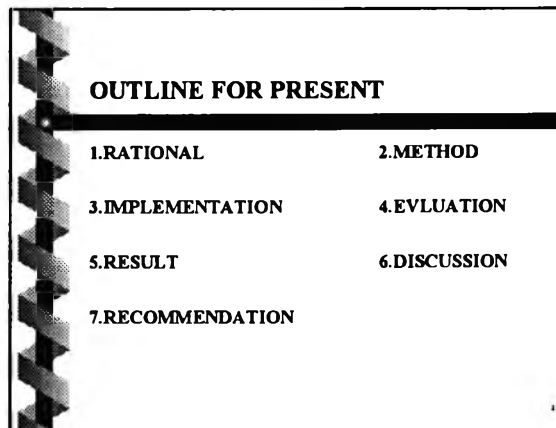 OUTLINE FOR PRESENT
1.RATIONAL 2.METHOD
3.IMPLEMENTATION 4.EVLUATION
5.RESULT 6.DISCUSSION
7.RECOMMENDATION